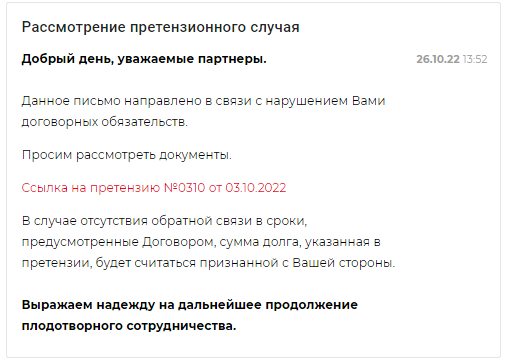 Рассмотрение претензионного случая
Добрый день, уважаемые партнеры. 26.10.22 13:52
Данное письмо направлено в связи с нарушением Вами
договорных обязательств.
Просим рассмотреть документы.
Ссылка на претензию №0310 от 03.10.2022
В случае отсутствия обратной связи в сроки,
предусмотренные Договором, сумма долга, указанная в
претензии, будет считаться признанной с Вашей стороны.
Выражаем надежду на дальнейшее продолжение
плодотворного сотрудничества.